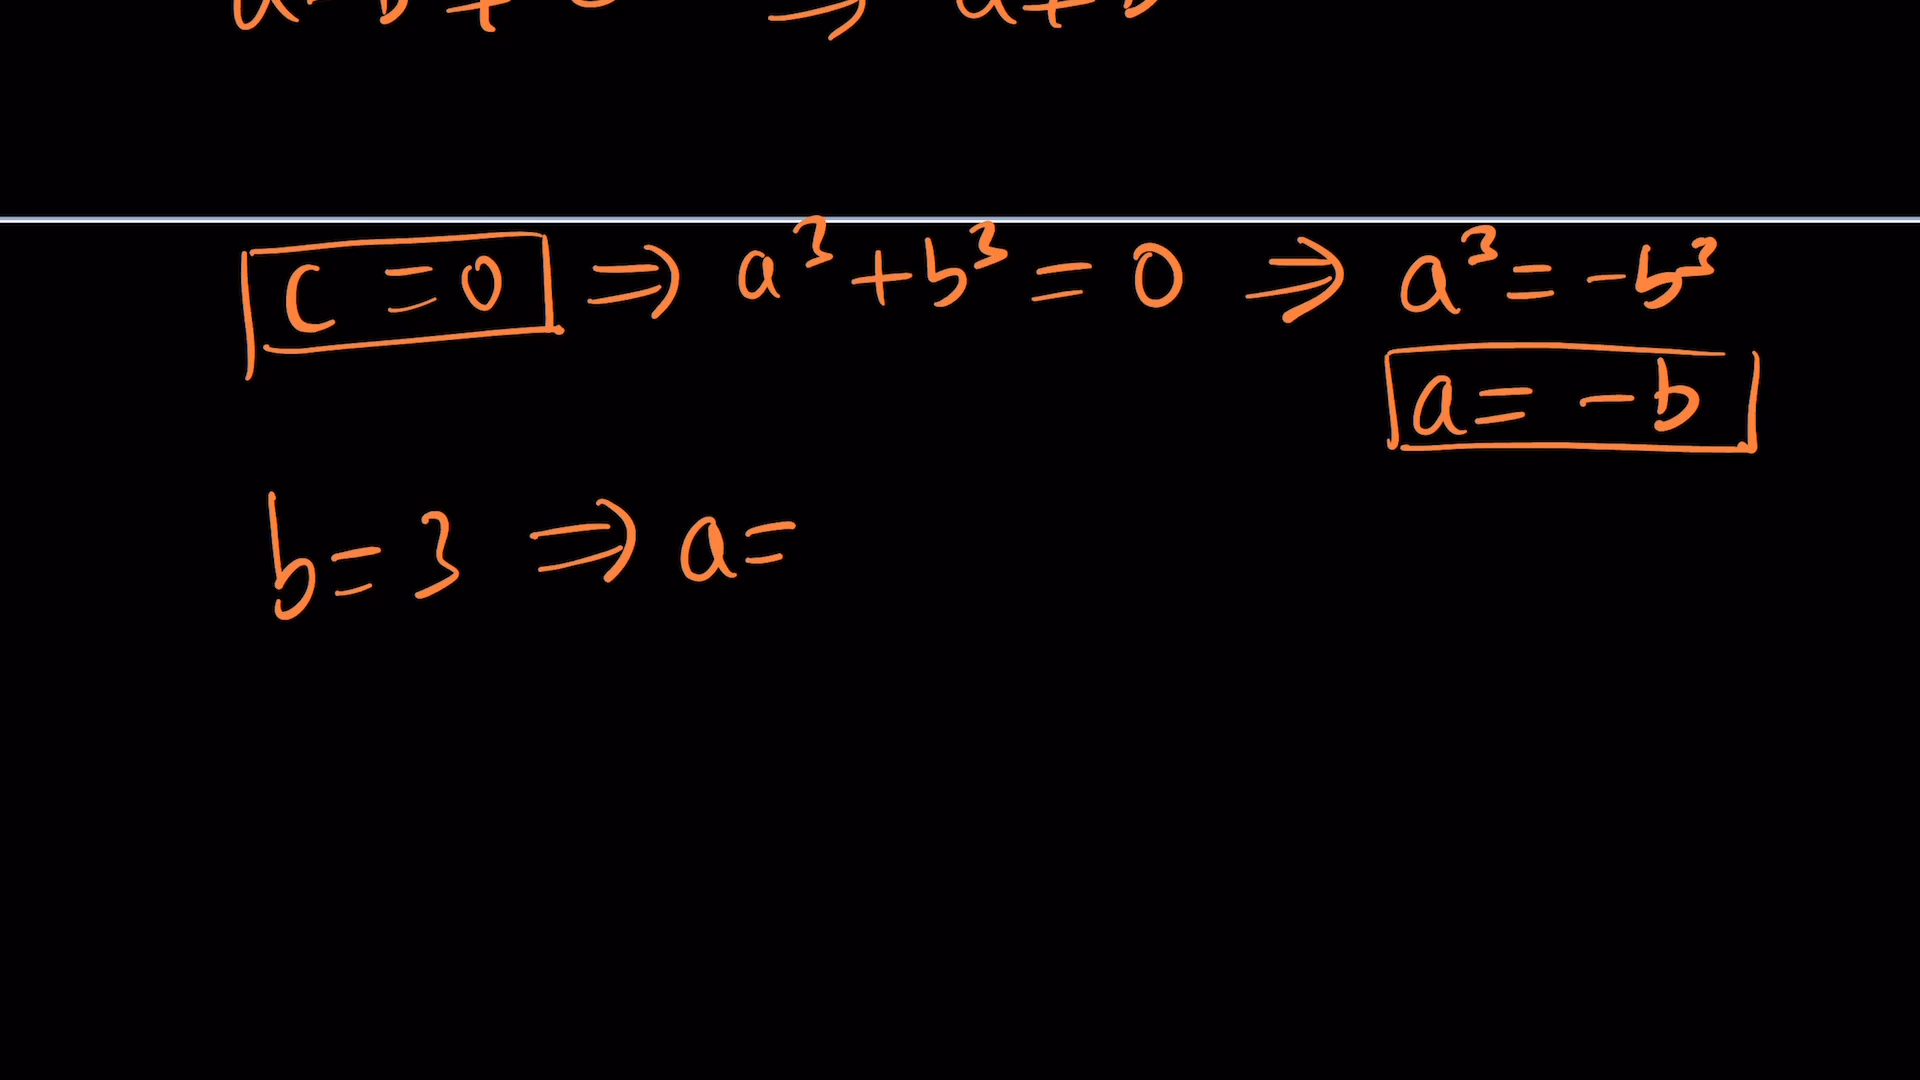 c = 0 ⇒ a³ + b³ = 0 ⇒ a³ = -b³
a = -b
b = 3 ⇒ a =